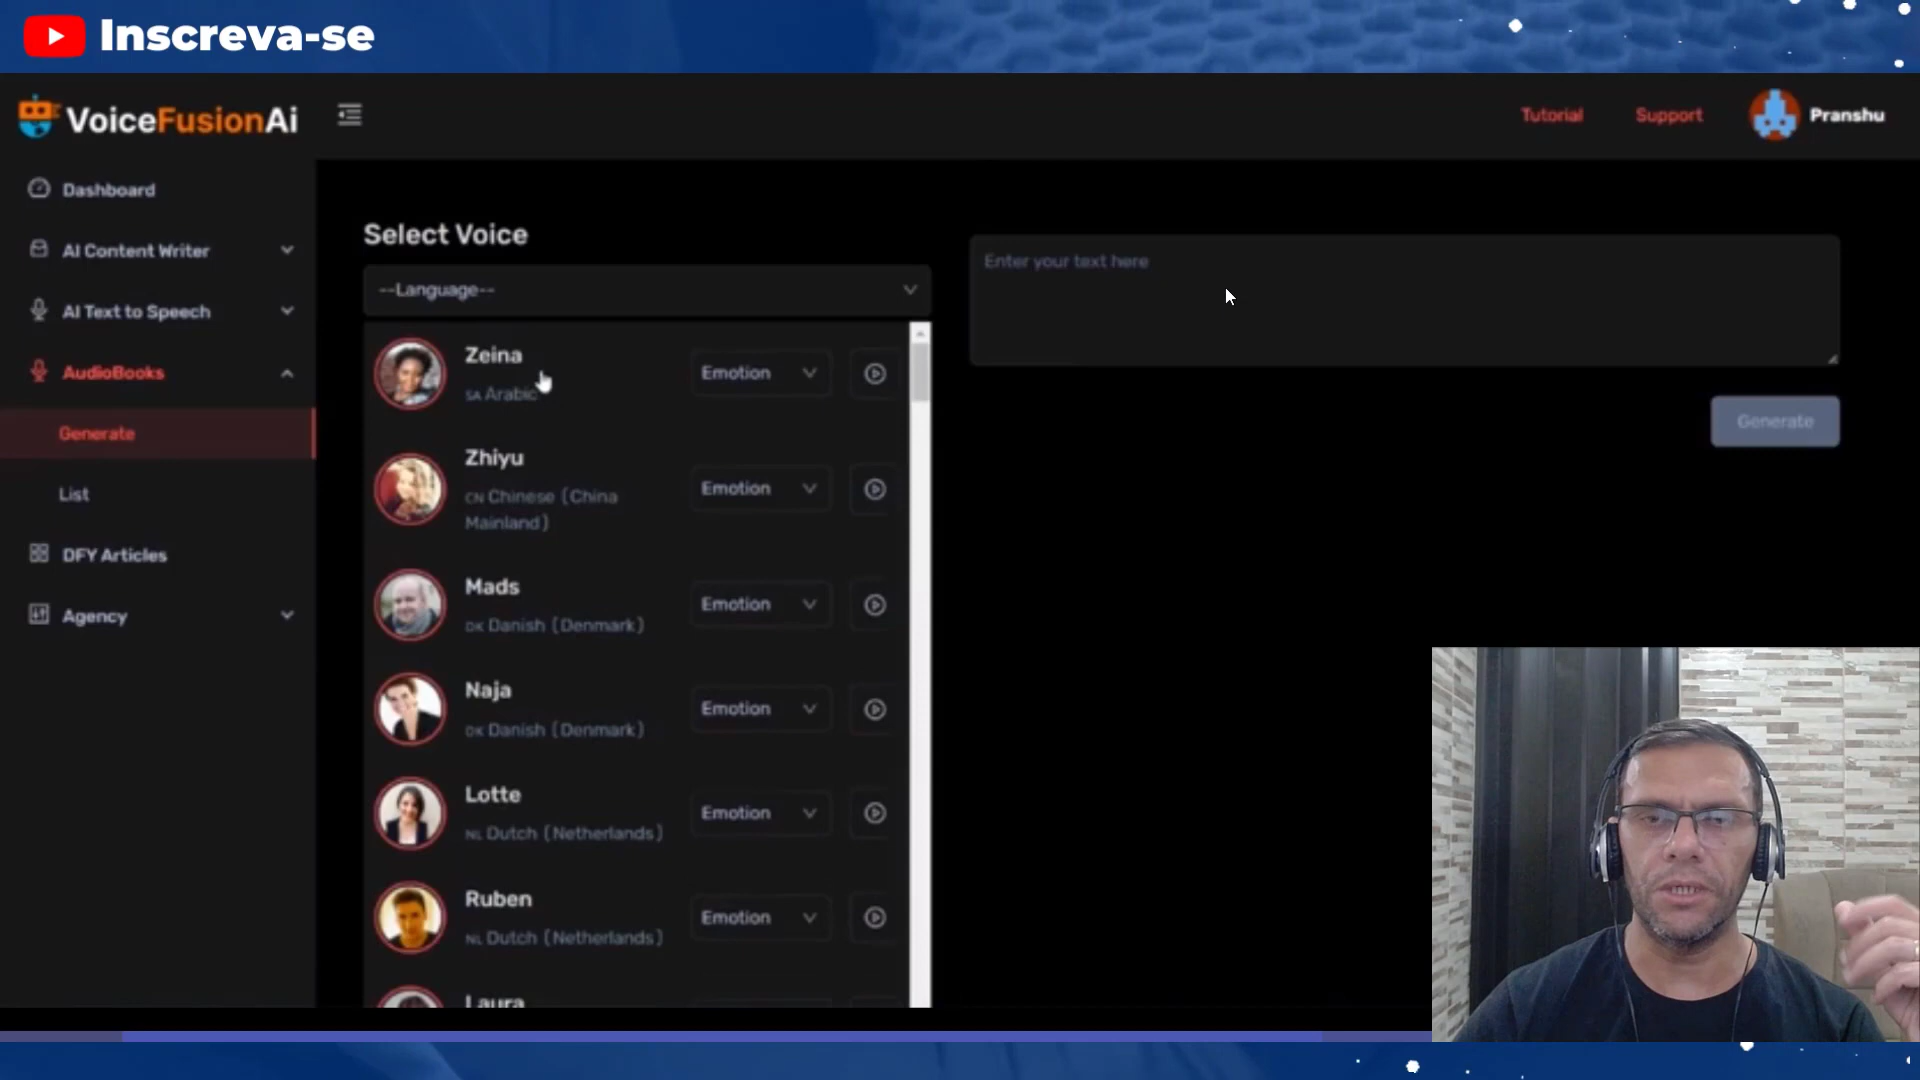 Inscreva-se
VoiceFusionAi
Tutorial
Support
Pranshu
Dashboard
AI Content Writer
AI Text to Speech
AudioBooks
Generate
List
DFY Articles
Agency
Select Voice
--Language--
Zeina
SA Arabic
Emotion
Zhiyu
CN Chinese (China
Mainland)
Emotion
Mads
DK Danish (Denmark)
Emotion
Naja
DK Danish (Denmark)
Emotion
Lotte
NL Dutch (Netherlands)
Emotion
Ruben
NL Dutch (Netherlands)
Emotion
Laura
Enter your text here
Generate